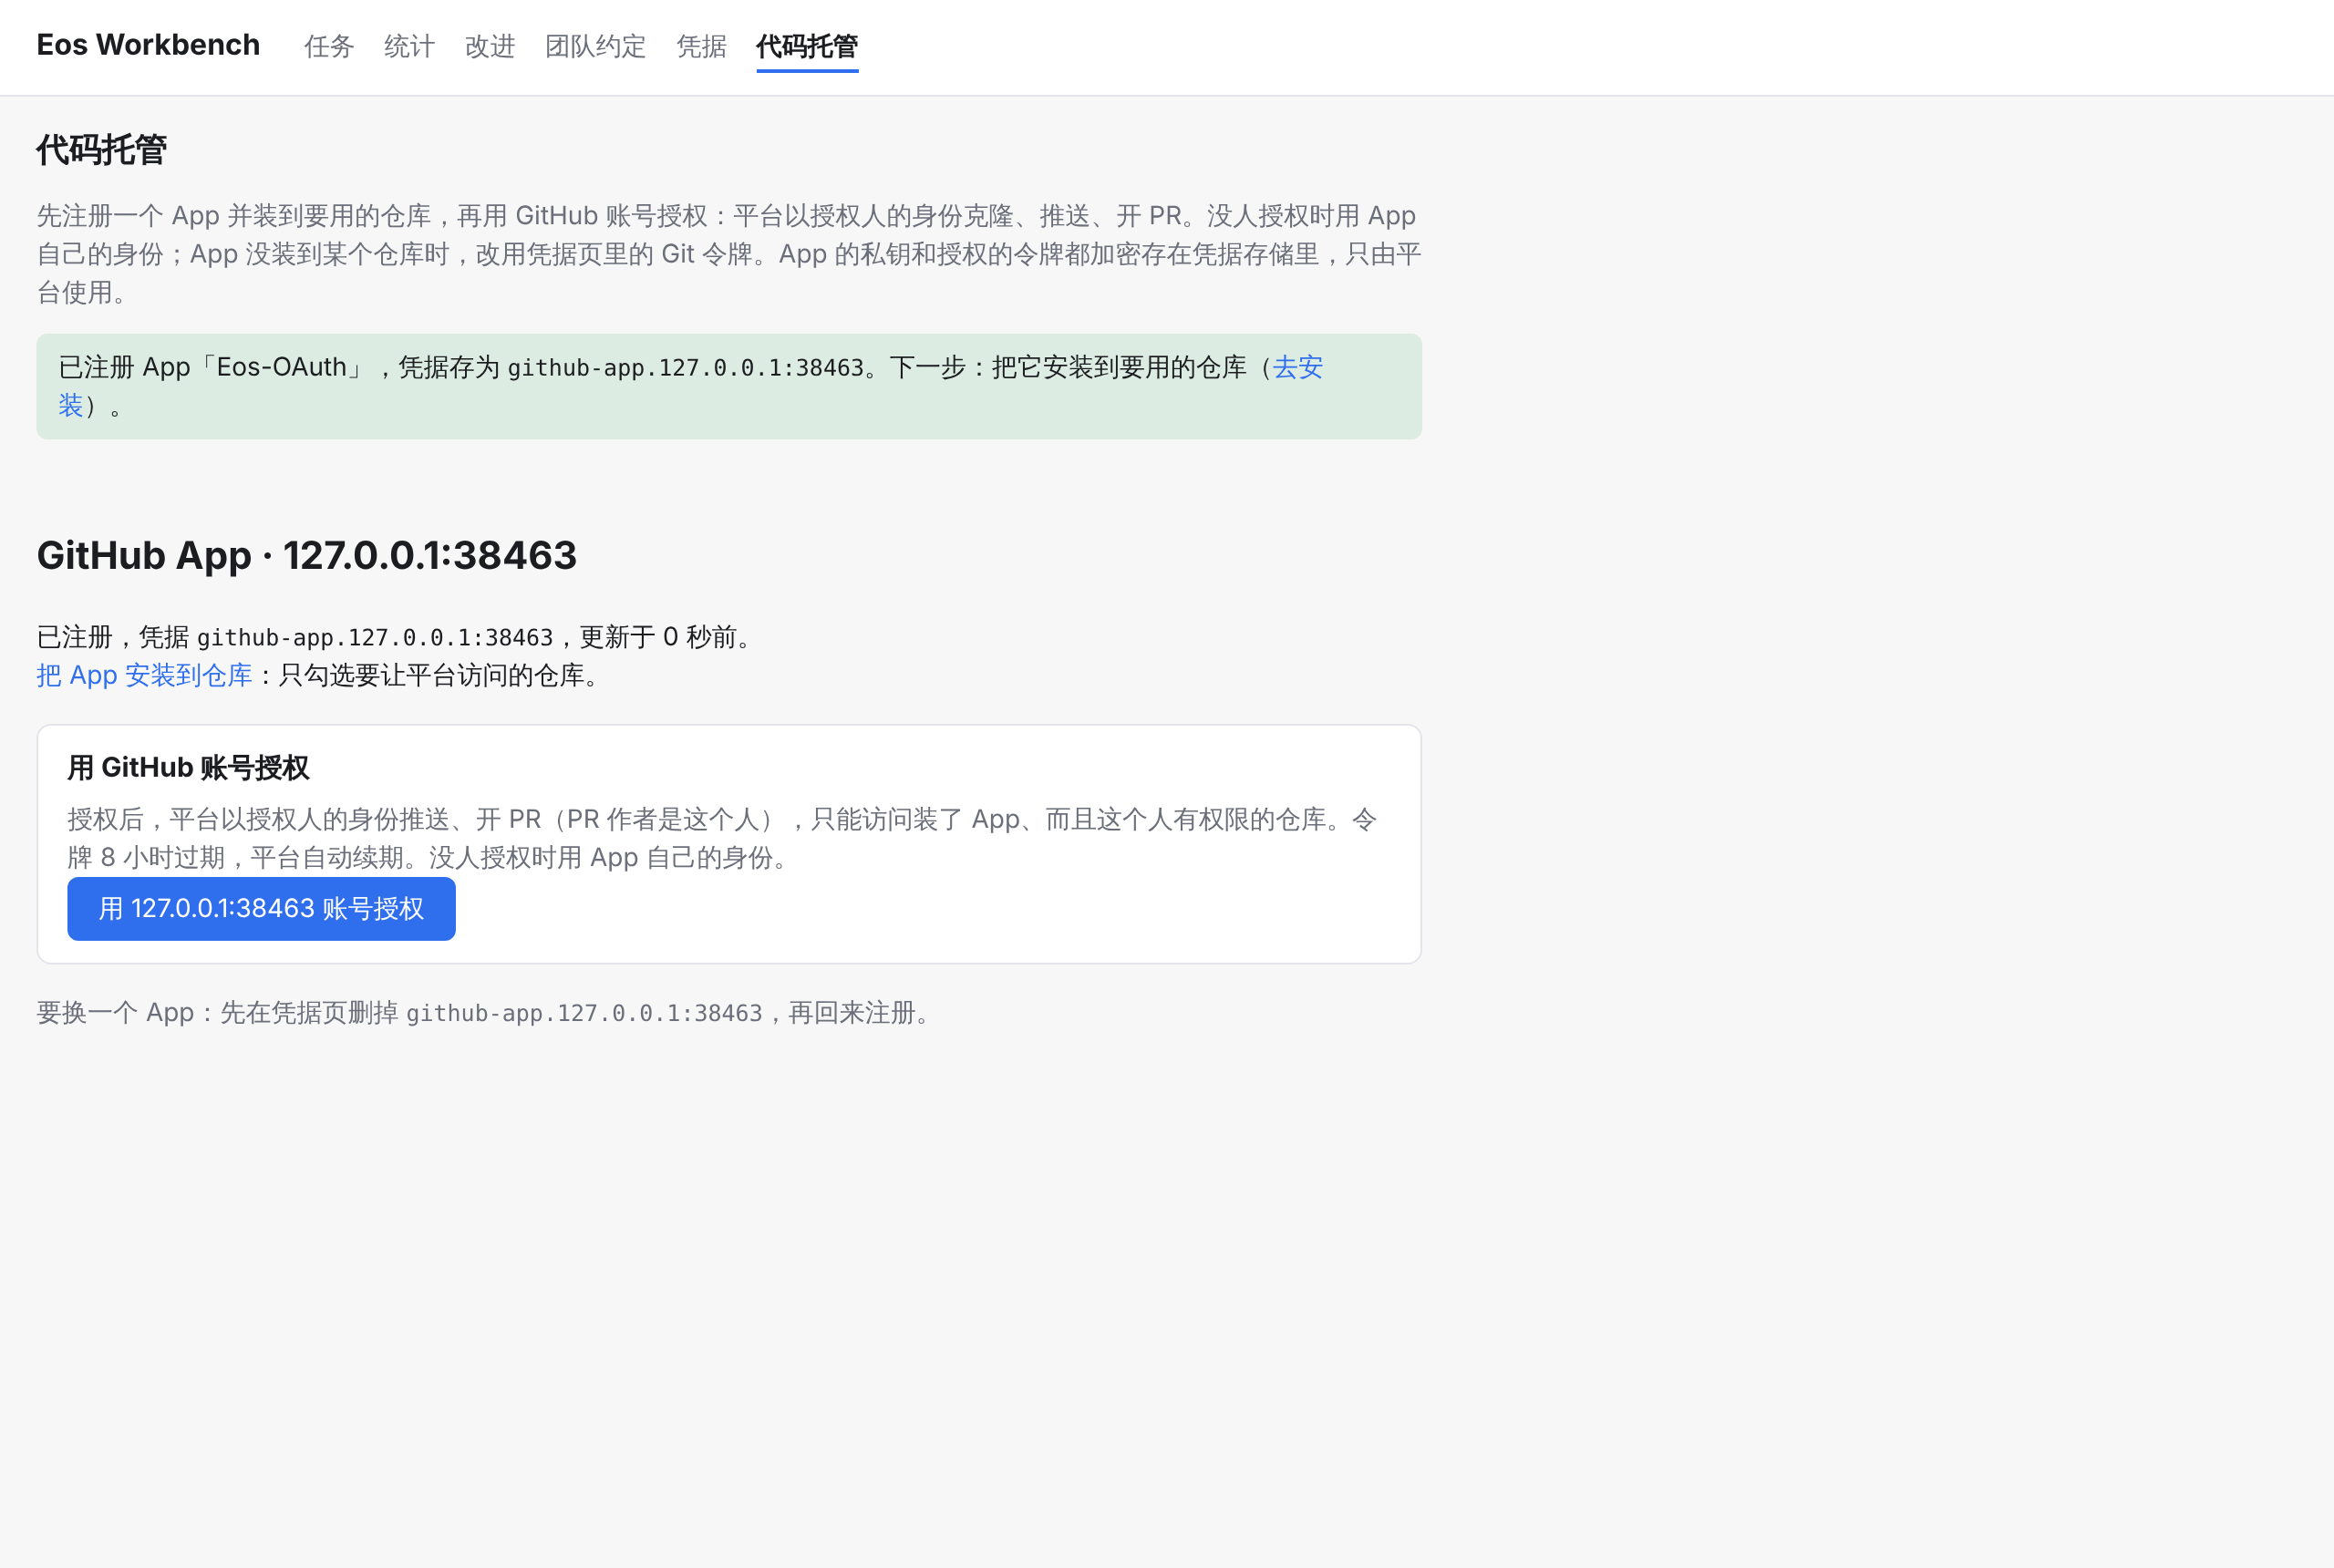 Eos Workbench 任务 统计 改进 团队约定 凭据 代码托管
代码托管
先注册一个 App 并装到要用的仓库，再用 GitHub 账号授权：平台以授权人的身份克隆、推送、开 PR。没人授权时用 App
自己的身份；App 没装到某个仓库时，改用凭据页里的 Git 令牌。App 的私钥和授权的令牌都加密存在凭据存储里，只由平
台使用。
已注册 App「Eos-OAuth」，凭据存为 github-app.127.0.0.1:38463。下一步：把它安装到要用的仓库（去安
装）。
GitHub App · 127.0.0.1:38463
已注册，凭据 github-app.127.0.0.1:38463，更新于 0 秒前。
把 App 安装到仓库：只勾选要让平台访问的仓库。
用 GitHub 账号授权
授权后，平台以授权人的身份推送、开 PR（PR 作者是这个人），只能访问装了 App、而且这个人有权限的仓库。令
牌 8 小时过期，平台自动续期。没人授权时用 App 自己的身份。
用 127.0.0.1:38463 账号授权
要换一个 App：先在凭据页删掉 github-app.127.0.0.1:38463，再回来注册。